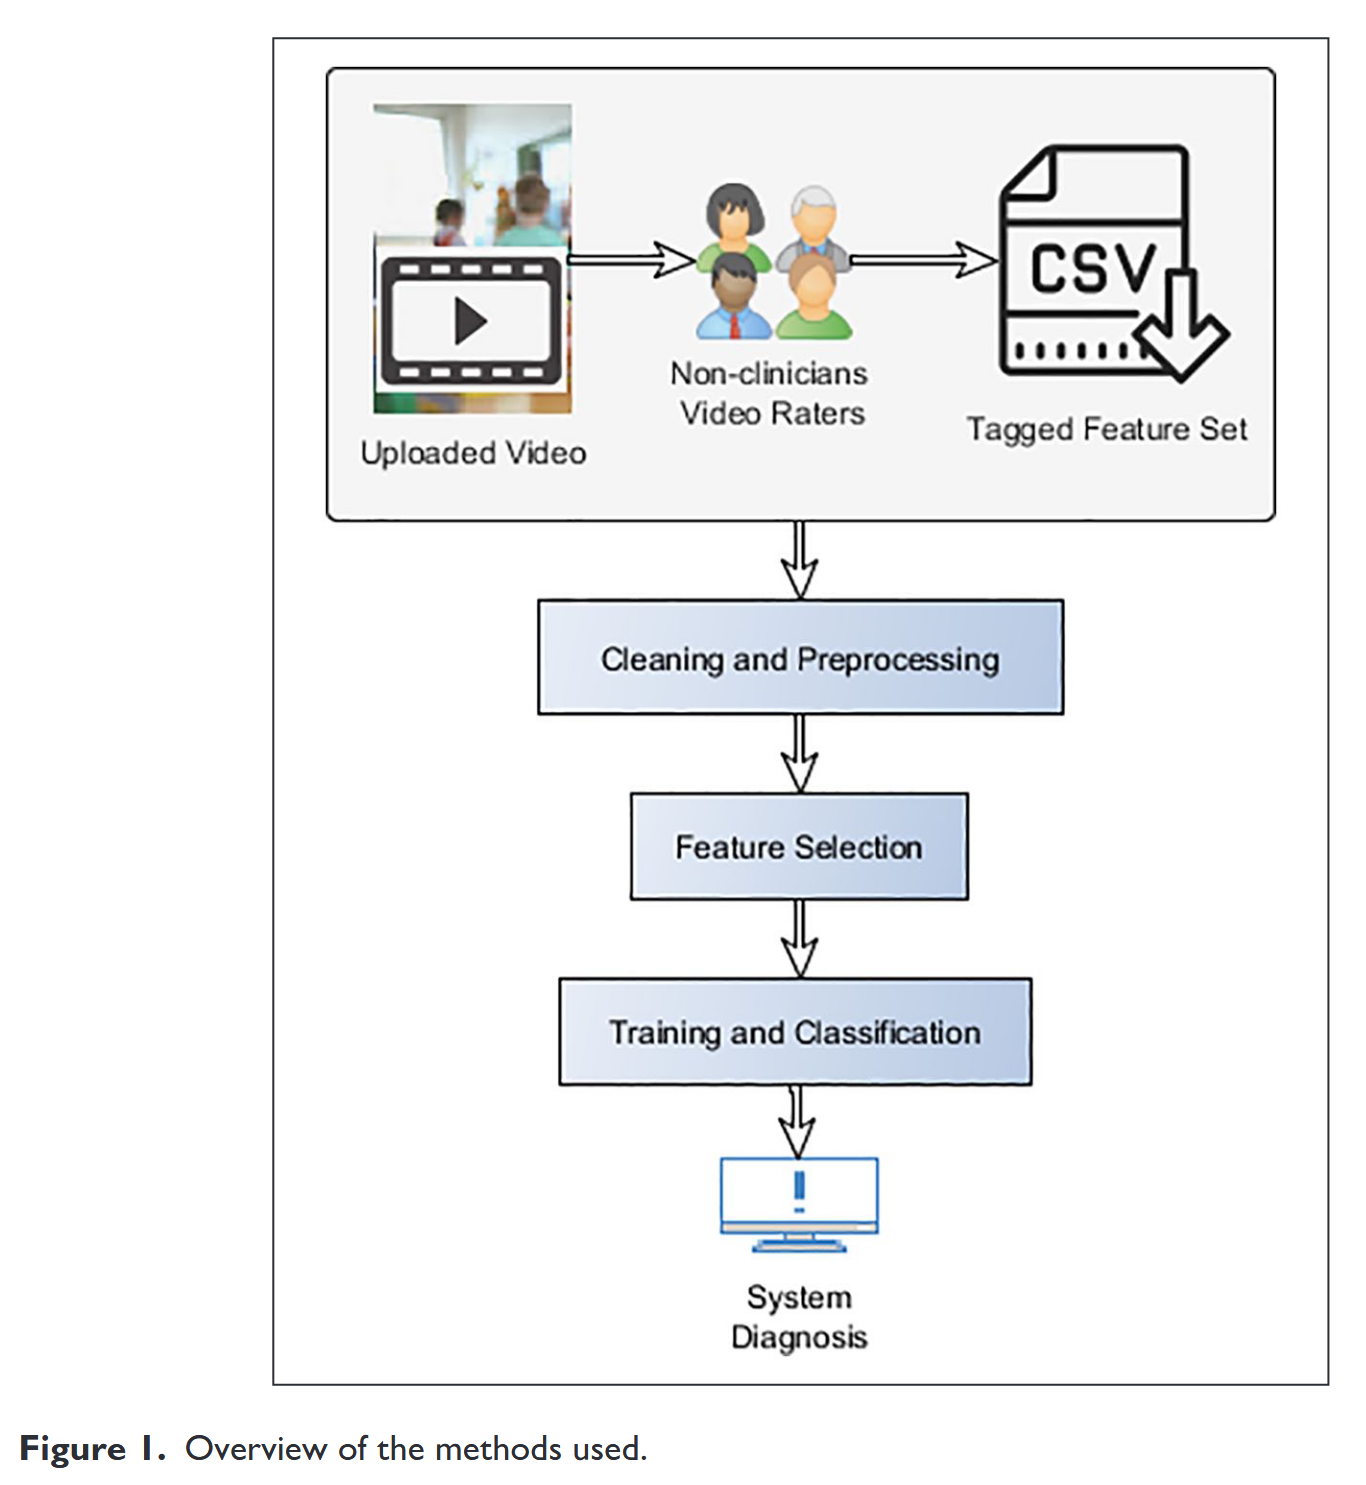 CSV
Non-clinicians
Video Raters
Tagged Feature Set
Uploaded Video
Cleaning and Preprocessing
Feature Selection
Training and Classification
System
Diagnosis
Figure 1. Overview of the methods used.